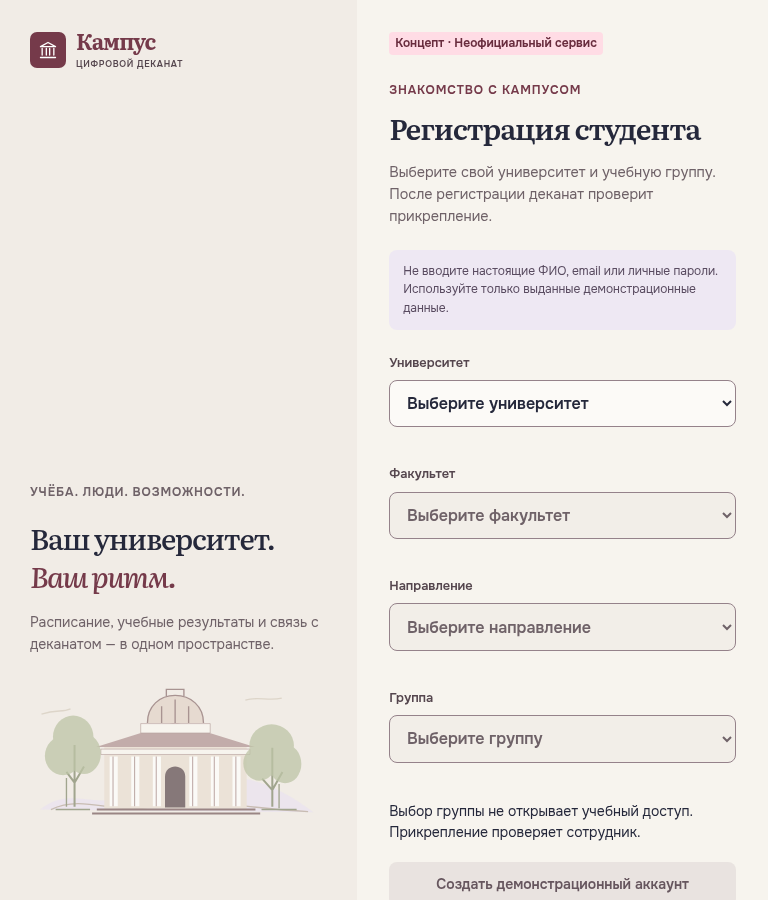 Кампус
ЦИФРОВОЙ ДЕКАНАТ
УЧЁБА. ЛЮДИ. ВОЗМОЖНОСТИ.
Ваш университет.
Ваш ритм.
Расписание, учебные результаты и связь с
деканатом — в одном пространстве.
Концепт · Неофициальный сервис
ЗНАКОМСТВО С КАМПУСОМ
Регистрация студента
Выберите свой университет и учебную группу.
После регистрации деканат проверит
прикрепление.
Не вводите настоящие ФИО, email или личные пароли.
Используйте только выданные демонстрационные
данные.
Университет
Выберите университет
Факультет
Выберите факультет
Направление
Выберите направление
Группа
Выберите группу
Выбор группы не открывает учебный доступ.
Прикрепление проверяет сотрудник.
Создать демонстрационный аккаунт